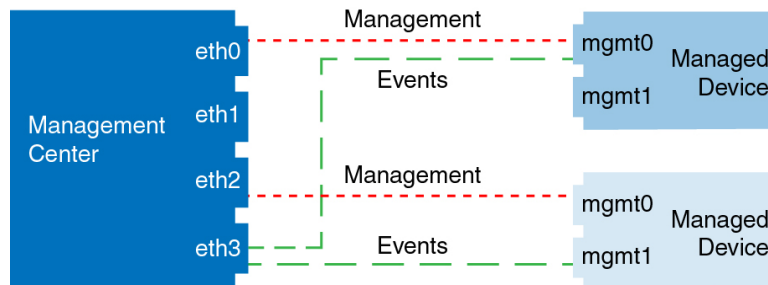 Management
eth0
mgmt0
Managed
Device
Events
mgmt1
eth1
Management
Center
eth2
Management
mgmt0
Managed
Device
eth3
Events
mgmt1